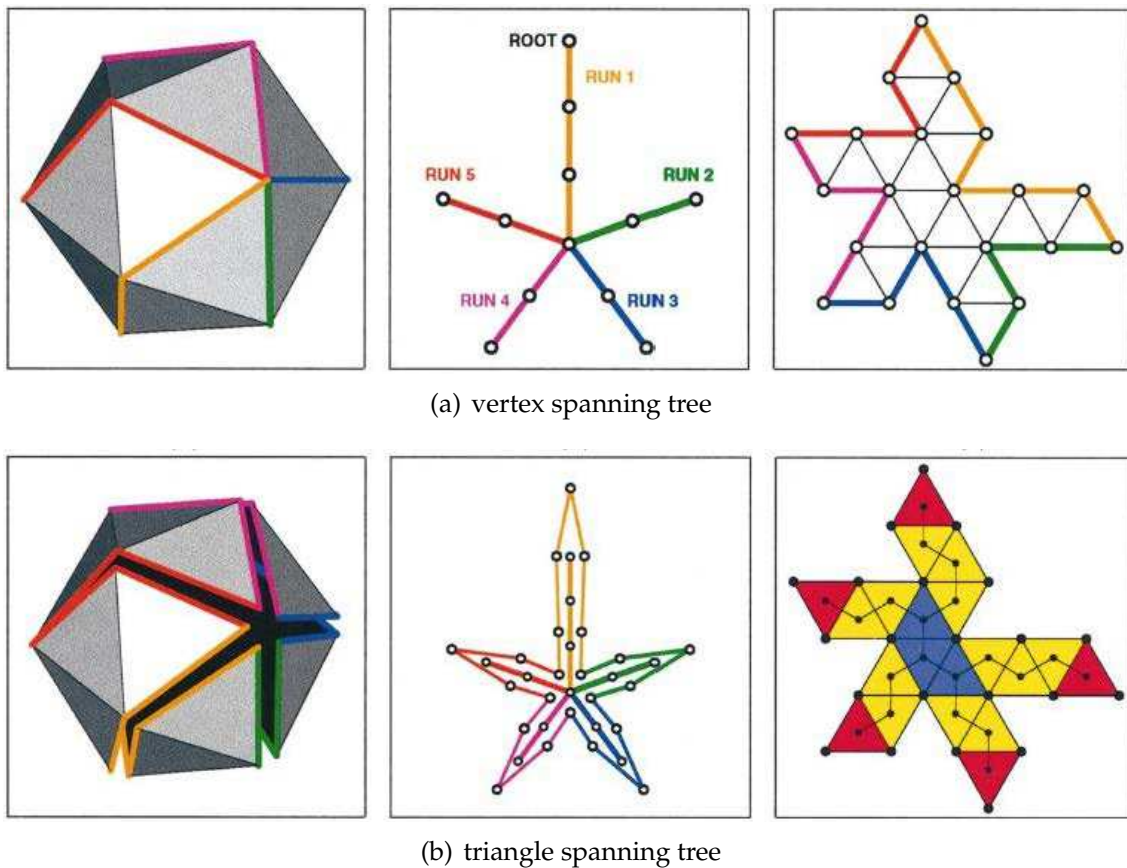 ROOT
RUN 1
RUN 5
RUN 2
RUN 4
RUN 3
(a) vertex spanning tree
(b) triangle spanning tree